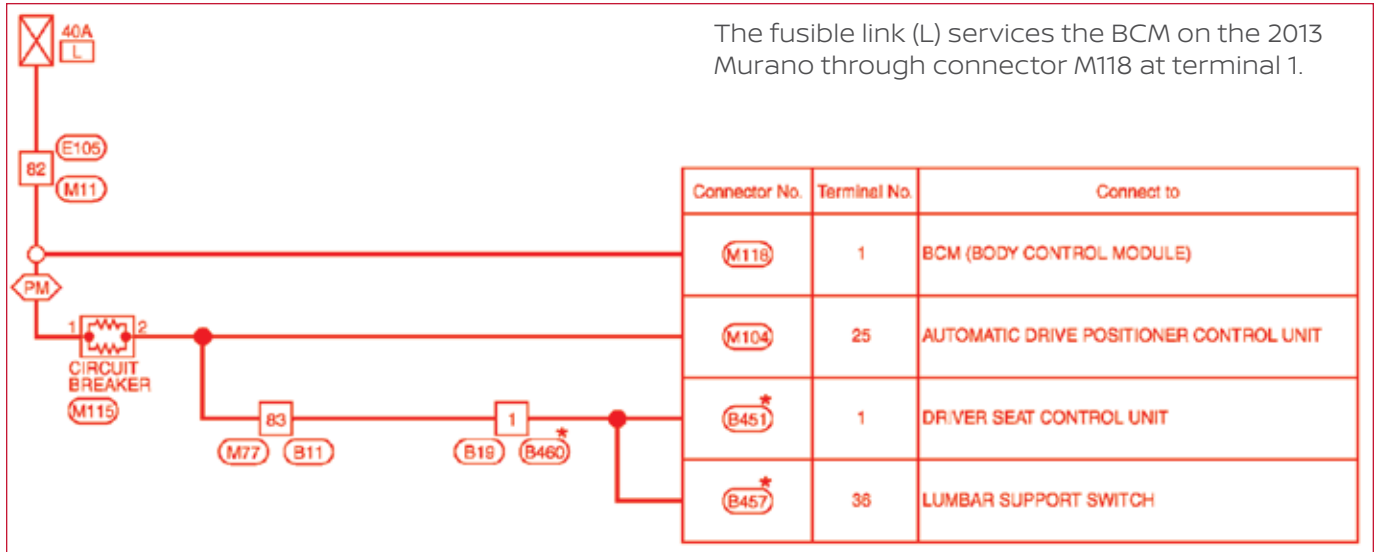 40A
L
The fusible link (L) services the BCM on the 2013
Murano through connector M118 at terminal 1.
E105
82
M11
Connector No. Terminal No. Connect to
M118 1 BCM (BODY CONTROL MODULE)
PM
1 2
M104 25 AUTOMATIC DRIVE POSITIONER CONTROL UNIT
CIRCUIT
BREAKER
M115
83 1
M77 B11 B19 B460*
B451* 1 DRIVER SEAT CONTROL UNIT
B457* 36 LUMBAR SUPPORT SWITCH